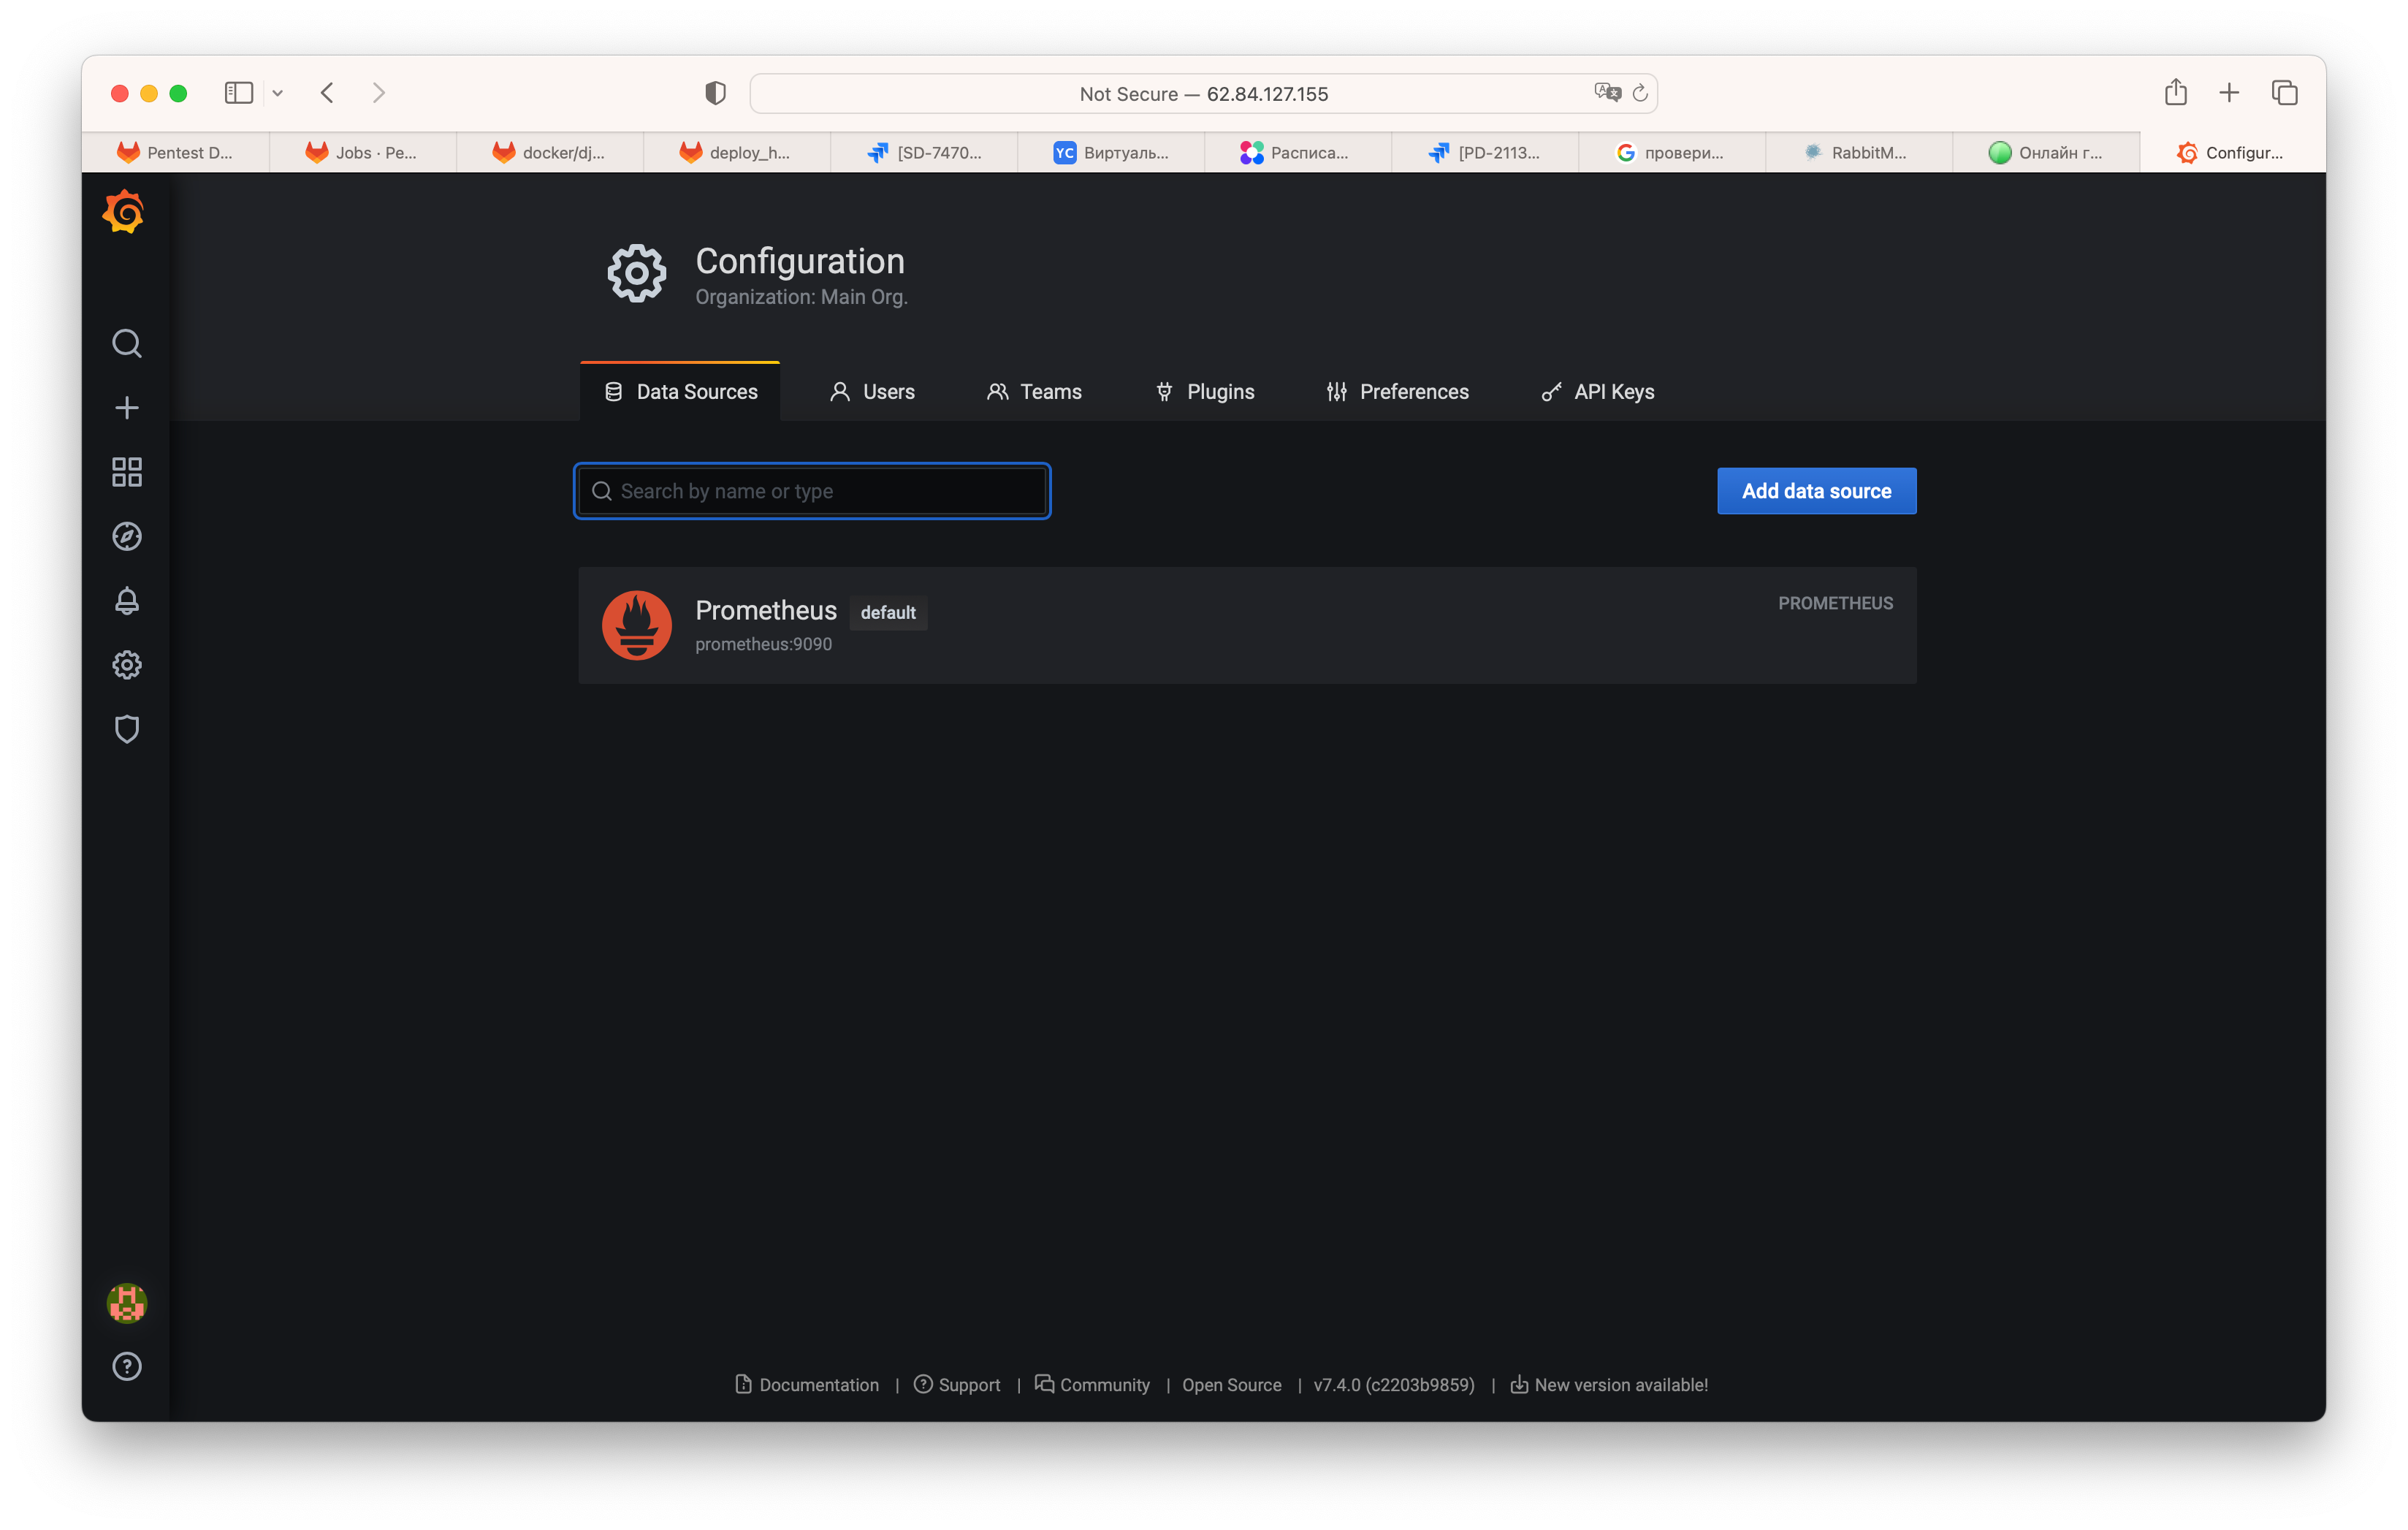 Not Secure — 62.84.127.155
Pentest D...
Jobs · Pe...
docker/dj...
deploy_h...
[SD-7470...
YC Виртуаль...
Расписа...
[PD-2113...
провери...
RabbitM...
Онлайн г...
Configur...
Configuration
Organization: Main Org.
Data Sources
Users
Teams
Plugins
Preferences
API Keys
Search by name or type
Add data source
Prometheus default
PROMETHEUS
prometheus:9090
Documentation | Support | Community | Open Source | v7.4.0 (c2203b9859) | New version available!